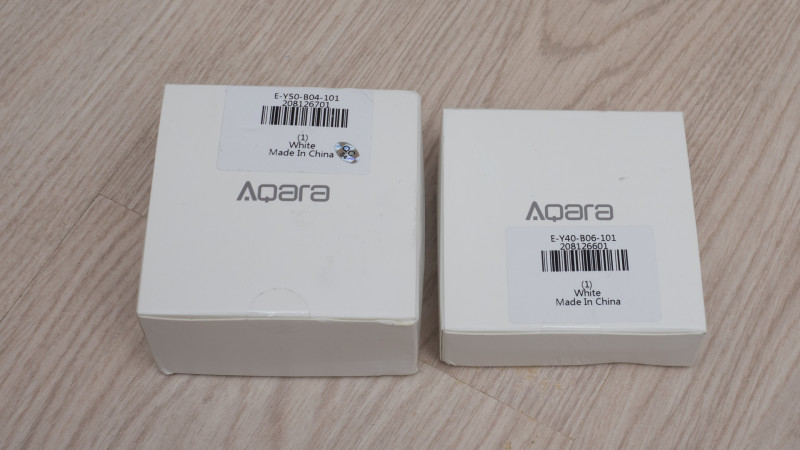 E-Y50-B04-101
208126701
(1)
White
Made In China
Aqara
Aqara
E-Y40-B06-101
208126601
(1)
White
Made In China